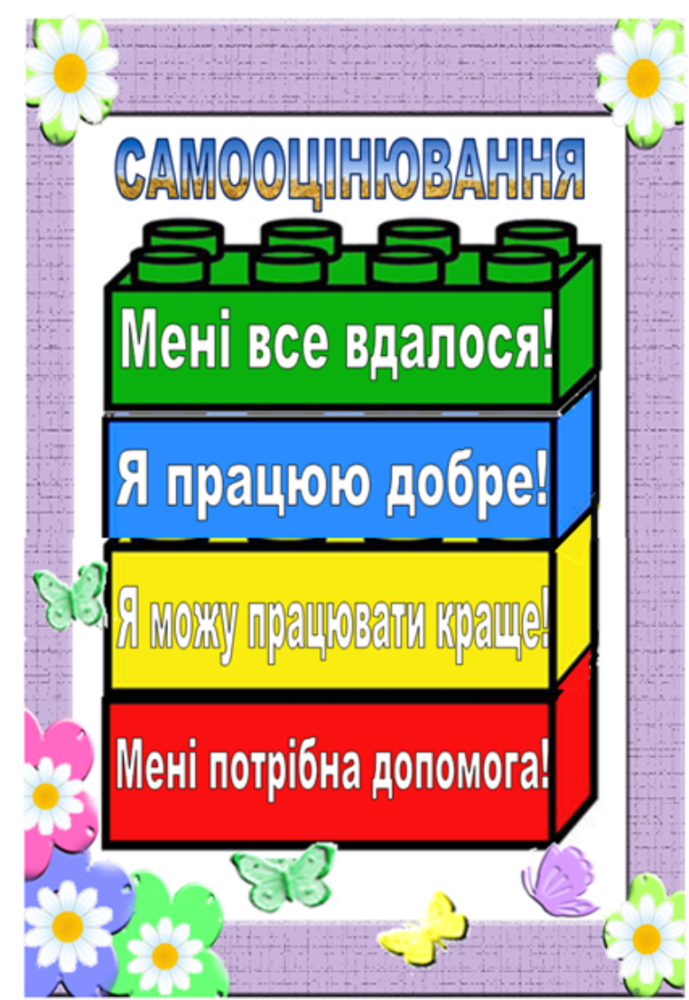 САМООЦІНЮВАННЯ
Мені все вдалося!
Я працюю добре!
Я можу працювати краще!
Мені потрібна допомога!